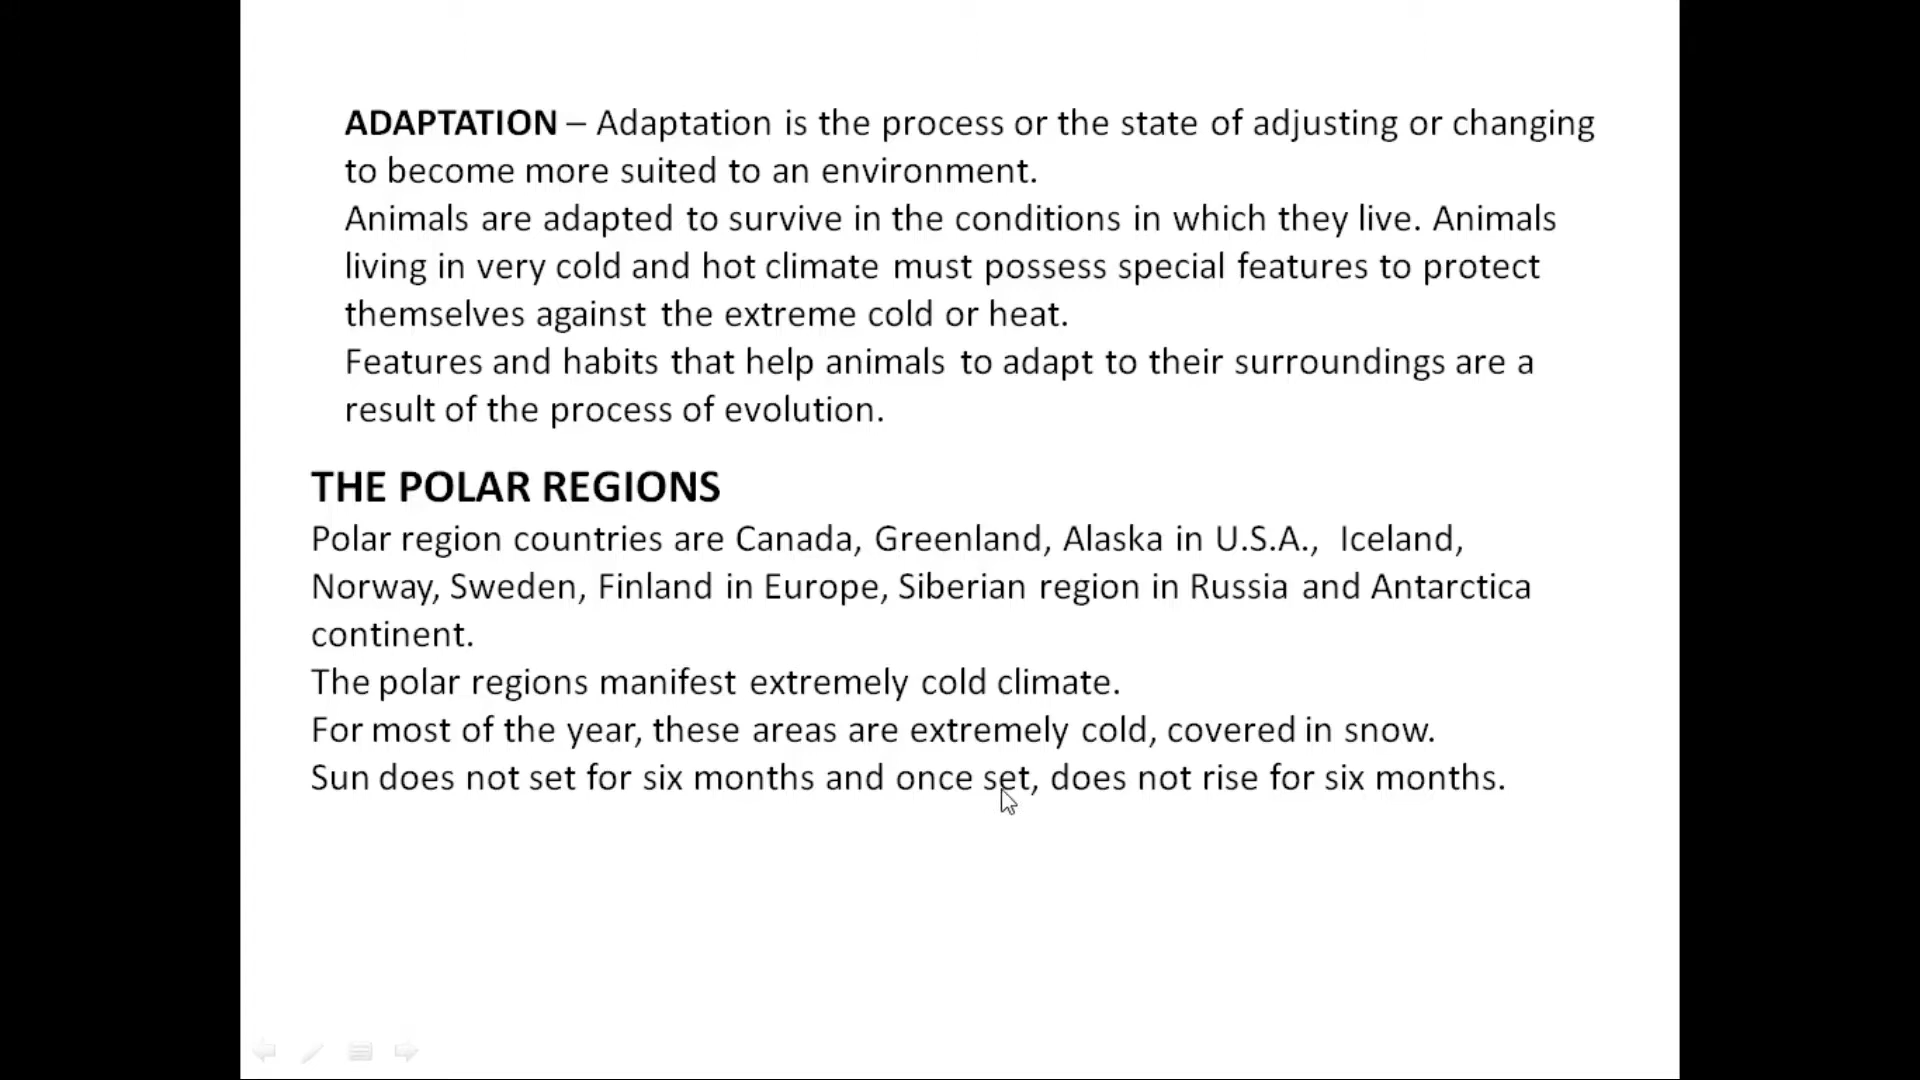 ADAPTATION – Adaptation is the process or the state of adjusting or changing
to become more suited to an environment.
Animals are adapted to survive in the conditions in which they live. Animals
living in very cold and hot climate must possess special features to protect
themselves against the extreme cold or heat.
Features and habits that help animals to adapt to their surroundings are a
result of the process of evolution.
THE POLAR REGIONS
Polar region countries are Canada, Greenland, Alaska in U.S.A., Iceland,
Norway, Sweden, Finland in Europe, Siberian region in Russia and Antarctica
continent.
The polar regions manifest extremely cold climate.
For most of the year, these areas are extremely cold, covered in snow.
Sun does not set for six months and once set, does not rise for six months.